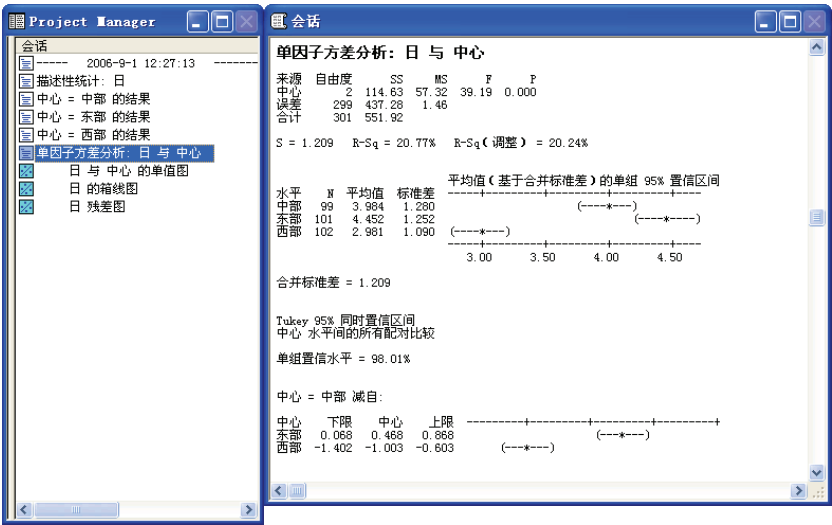 Project Manager
会话
----- 2006-9-1 12:27:13 -------
描述性统计: 日
中心 = 中部 的结果
中心 = 东部 的结果
中心 = 西部 的结果
单因子方差分析: 日 与 中心
日 与 中心 的单值图
日 的箱线图
日 残差图
会话
单因子方差分析: 日 与 中心
来源 自由度 SS MS F P
中心 2 114.63 57.32 39.19 0.000
误差 299 437.28 1.46
合计 301 551.92
S = 1.209 R-Sq = 20.77% R-Sq(调整) = 20.24%
平均值(基于合并标准差)的单组 95% 置信区间
水平 N 平均值 标准差 -----+---------+---------+---------+----
中部 99 3.984 1.280 (----*---)
东部 101 4.452 1.252 (----*----)
西部 102 2.981 1.090 (----*---)
-----+---------+---------+---------+----
3.00 3.50 4.00 4.50
合并标准差 = 1.209
Tukey 95% 同时置信区间
中心 水平间的所有配对比较
单组置信水平 = 98.01%
中心 = 中部 减自:
中心 下限 中心 上限 ---------+---------+---------+---------+
东部 0.068 0.468 0.868 (---*---)
西部 -1.402 -1.003 -0.603 (---*---)